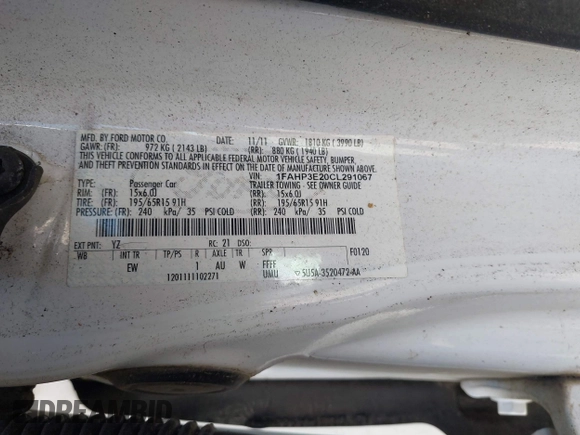 MFD. BY FORD MOTOR CO. DATE: 11/11 GVWR: 1810 KG ( 3990 LB)
GAWR: (FR): 972 KG ( 2143 LB) (RR): 880 KG ( 1940 LB)
THIS VEHICLE CONFORMS TO ALL APPLICABLE FEDERAL MOTOR VEHICLE SAFETY, BUMPER,
AND THEFT PREVENTION STANDARDS IN EFFECT ON THE DATE OF MANUFACTURE SHOWN ABOVE.
VIN: 1FAHP3E20CL291067
TYPE: Passenger Car TRAILER TOWING - SEE OWNER GUIDE
RIM: (FR): 15x6.0J (RR): 15x6.0J
TIRE: (FR): 195/65R15 91H (RR): 195/65R15 91H
PRESSURE: (FR): 240 kPa/ 35 PSI COLD (RR): 240 kPa/ 35 PSI COLD
EXT PNT: YZ RC: 21 DSO:
WB INT TR TP/PS R AXLE TR SPR F0120
EW 1 AU W FFFF
1201111102271 UMU 5U5A-3520472-AA
DREAMBID